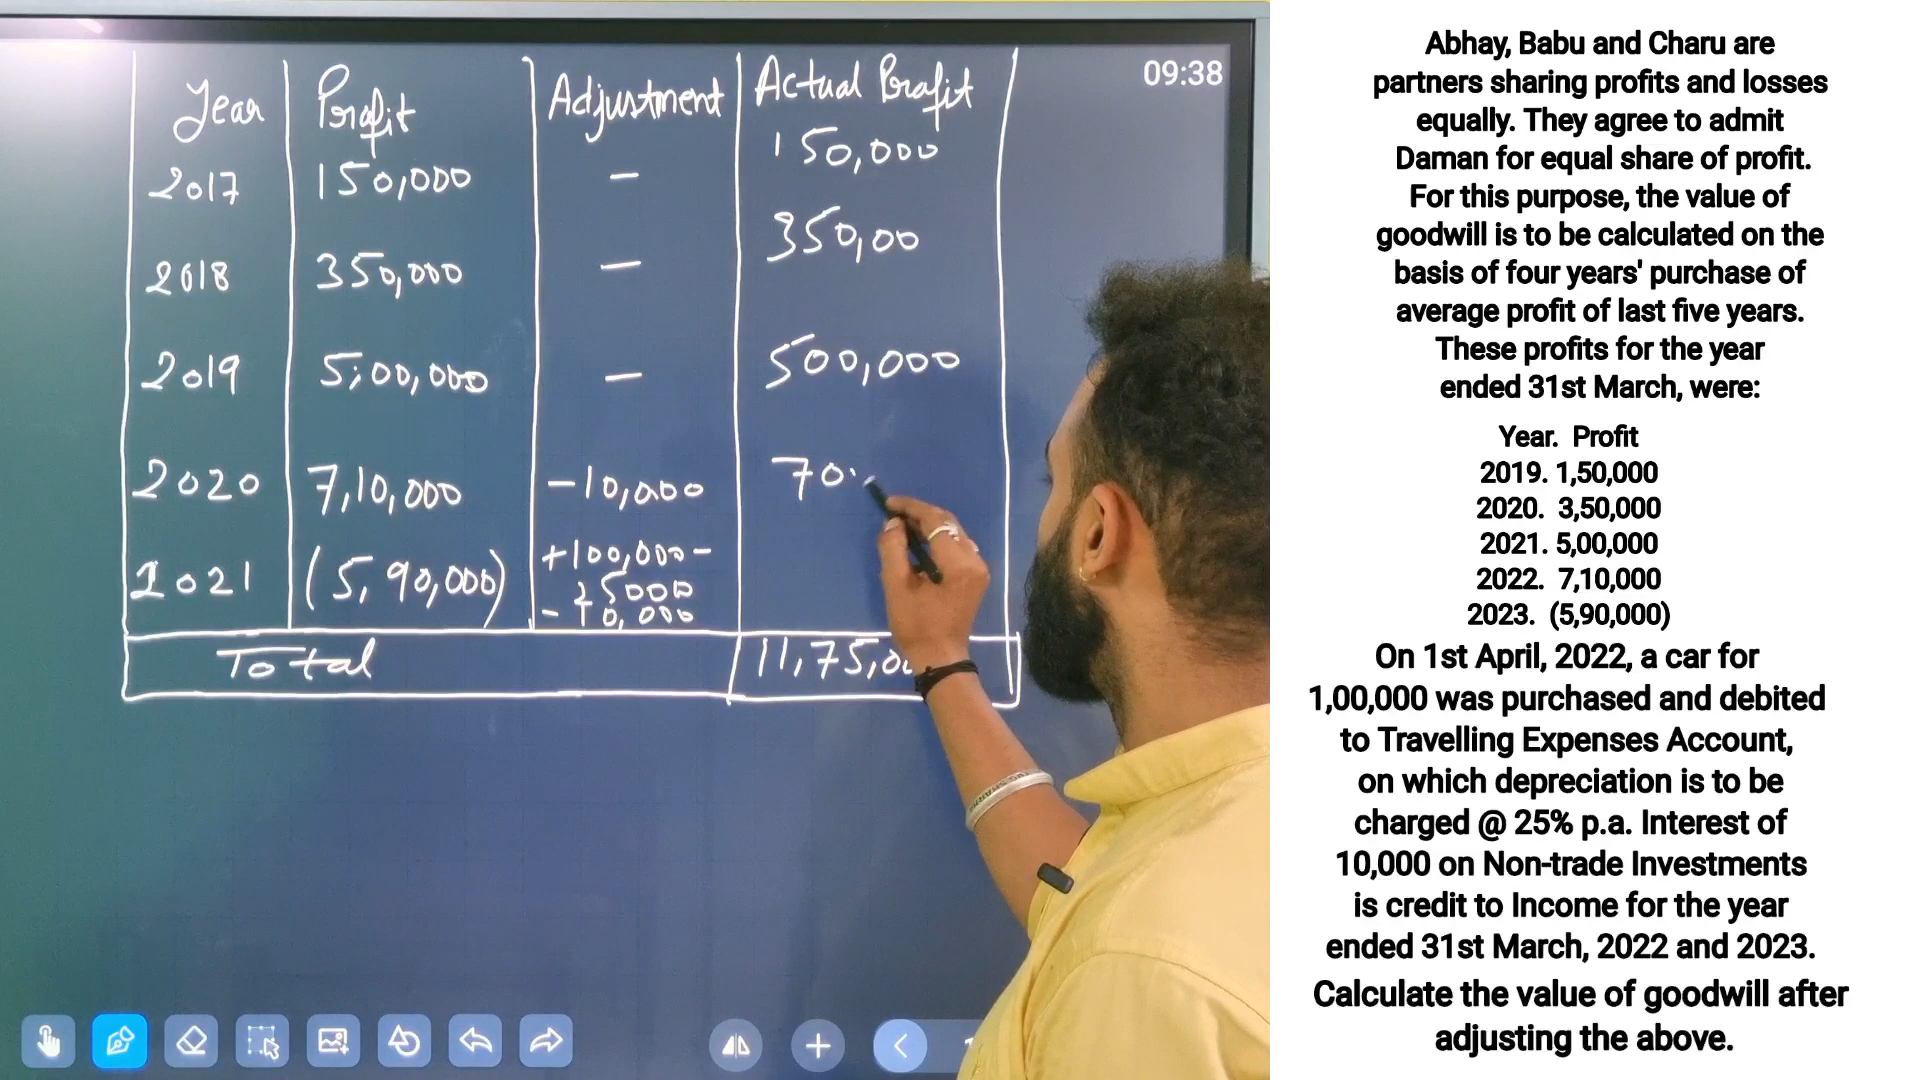 Year Profit Adjustment Actual Profit
2017 150,000 – 150,000
2018 350,000 – 350,00
2019 5,00,000 – 500,000
2020 7,10,000 –10,000 70
2021 (5,90,000) +100,000–
25000
–10,000
Total 11,75,0
09:38
Abhay, Babu and Charu are
partners sharing profits and losses
equally. They agree to admit
Daman for equal share of profit.
For this purpose, the value of
goodwill is to be calculated on the
basis of four years' purchase of
average profit of last five years.
These profits for the year
ended 31st March, were:
Year. Profit
2019. 1,50,000
2020. 3,50,000
2021. 5,00,000
2022. 7,10,000
2023. (5,90,000)
On 1st April, 2022, a car for
1,00,000 was purchased and debited
to Travelling Expenses Account,
on which depreciation is to be
charged @ 25% p.a. Interest of
10,000 on Non-trade Investments
is credit to Income for the year
ended 31st March, 2022 and 2023.
Calculate the value of goodwill after
adjusting the above.